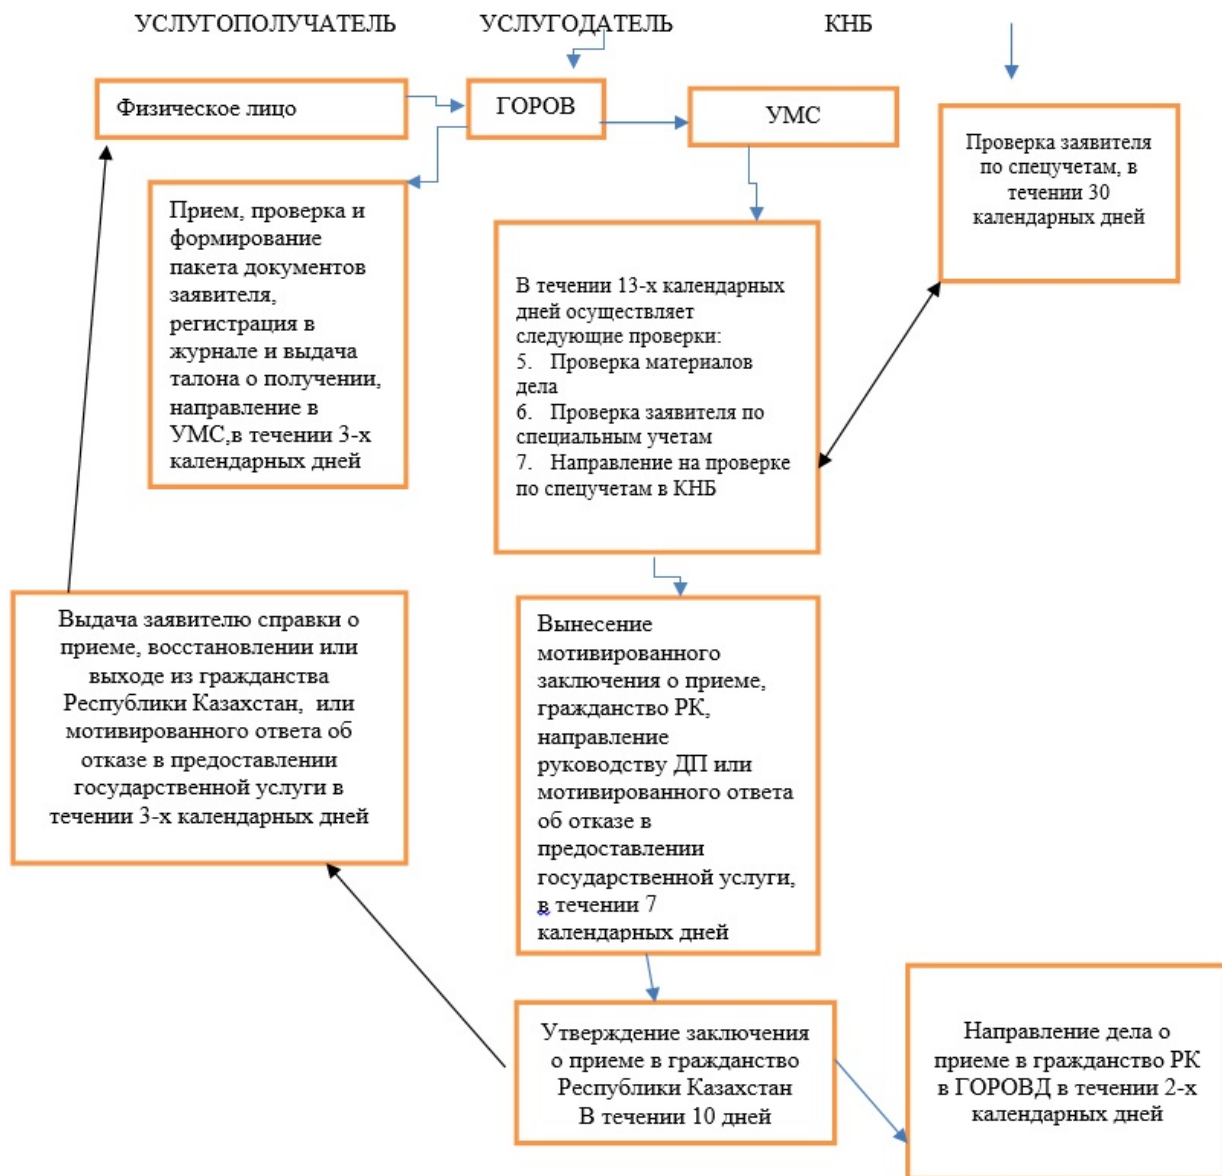 УСЛУГОПОЛУЧАТЕЛЬ
УСЛУГОДАТЕЛЬ
КНБ
Физическое лицо
ГОРОВ
УМС
Проверка заявителя
по спецучетам, в
течении 30
календарных дней
Прием, проверка и
формирование
пакета документов
заявителя,
регистрация в
журнале и выдача
талона о получении,
направление в
УМС,в течении 3-х
календарных дней
В течении 13-х календарных
дней осуществляет
следующие проверки:
5. Проверка материалов
дела
6. Проверка заявителя по
специальным учетам
7. Направление на проверке
по спецучетам в КНБ
Выдача заявителю справки о
приеме, восстановлении или
выходе из гражданства
Республики Казахстан, или
мотивированного ответа об
отказе в предоставлении
государственной услуги в
течении 3-х календарных дней
Вынесение
мотивированного
заключения о приеме,
гражданство РК,
направление
руководству ДП или
мотивированного ответа
об отказе в
предоставлении
государственной услуги,
в течении 7
календарных дней
Утверждение заключения
о приеме в гражданство
Республики Казахстан
В течении 10 дней
Направление дела о
приеме в гражданство РК
в ГОРОВД в течении 2-х
календарных дней